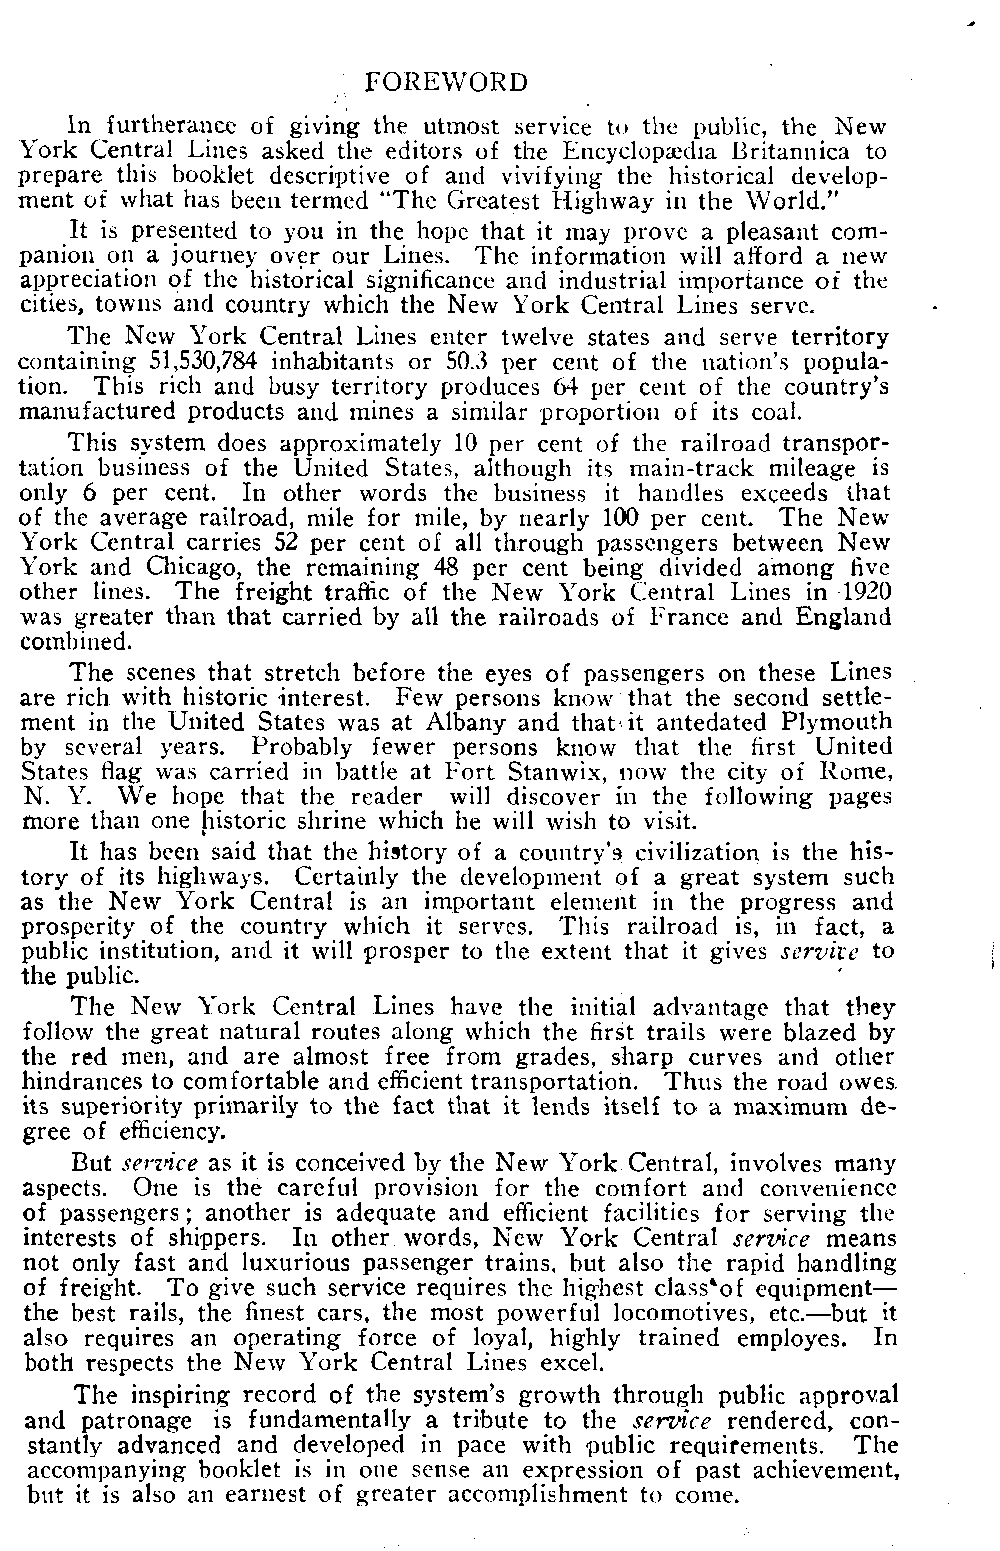 FOREWORD
In furtherance of giving the utmost service to the public, the New
York Central Lines asked the editors of the Encyclopædia Britannica to
prepare this booklet descriptive of and vivifying the historical develop-
ment of what has been termed “The Greatest Highway in the World.”
It is presented to you in the hope that it may prove a pleasant com-
panion on a journey over our Lines. The information will afford a new
appreciation of the historical significance and industrial importance of the
cities, towns and country which the New York Central Lines serve.
The New York Central Lines enter twelve states and serve territory
containing 51,530,784 inhabitants or 50.3 per cent of the nation's popula-
tion. This rich and busy territory produces 64 per cent of the country's
manufactured products and mines a similar proportion of its coal.
This system does approximately 10 per cent of the railroad transpor-
tation business of the United States, although its main-track mileage is
only 6 per cent. In other words the business it handles exceeds that
of the average railroad, mile for mile, by nearly 100 per cent. The New
York Central carries 52 per cent of all through passengers between New
York and Chicago, the remaining 48 per cent being divided among five
other lines. The freight traffic of the New York Central Lines in 1920
was greater than that carried by all the railroads of France and England
combined.
The scenes that stretch before the eyes of passengers on these Lines
are rich with historic interest. Few persons know that the second settle-
ment in the United States was at Albany and that it antedated Plymouth
by several years. Probably fewer persons know that the first United
States flag was carried in battle at Fort Stanwix, now the city of Rome,
N. Y. We hope that the reader will discover in the following pages
more than one historic shrine which he will wish to visit.
It has been said that the history of a country's civilization is the his-
tory of its highways. Certainly the development of a great system such
as the New York Central is an important element in the progress and
prosperity of the country which it serves. This railroad is, in fact, a
public institution, and it will prosper to the extent that it gives service to
the public.
The New York Central Lines have the initial advantage that they
follow the great natural routes along which the first trails were blazed by
the red men, and are almost free from grades, sharp curves and other
hindrances to comfortable and efficient transportation. Thus the road owes
its superiority primarily to the fact that it lends itself to a maximum de-
gree of efficiency.
But service as it is conceived by the New York Central, involves many
aspects. One is the careful provision for the comfort and convenience
of passengers; another is adequate and efficient facilities for serving the
interests of shippers. In other words, New York Central service means
not only fast and luxurious passenger trains, but also the rapid handling
of freight. To give such service requires the highest class of equipment—
the best rails, the finest cars, the most powerful locomotives, etc.—but it
also requires an operating force of loyal, highly trained employes. In
both respects the New York Central Lines excel.
The inspiring record of the system's growth through public approval
and patronage is fundamentally a tribute to the service rendered, con-
stantly advanced and developed in pace with public requirements. The
accompanying booklet is in one sense an expression of past achievement,
but it is also an earnest of greater accomplishment to come.